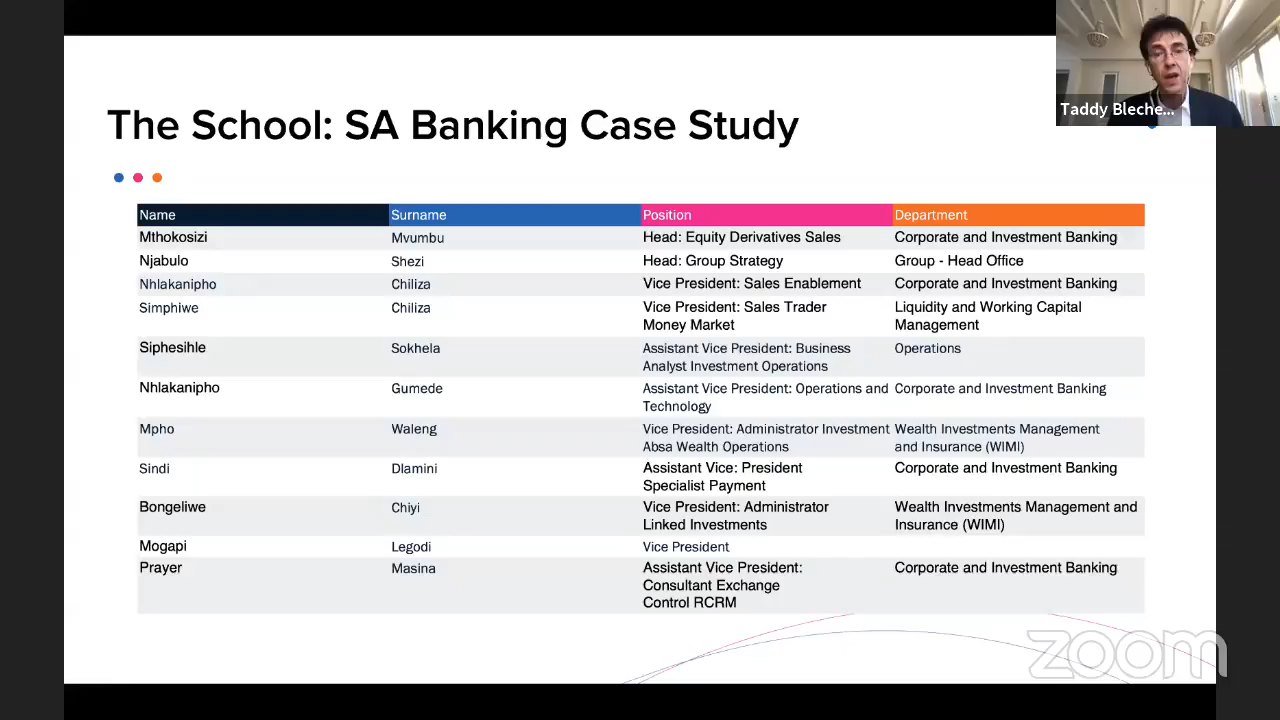 Taddy Bleche...
The School: SA Banking Case Study
Name Surname Position Department
Mthokosizi Mvumbu Head: Equity Derivatives Sales Corporate and Investment Banking
Njabulo Shezi Head: Group Strategy Group - Head Office
Nhlakanipho Chiliza Vice President: Sales Enablement Corporate and Investment Banking
Simphiwe Chiliza Vice President: Sales Trader Liquidity and Working Capital
Money Market Management
Siphesihle Sokhela Assistant Vice President: Business Operations
Analyst Investment Operations
Nhlakanipho Gumede Assistant Vice President: Operations and Corporate and Investment Banking
Technology
Mpho Waleng Vice President: Administrator Investment Wealth Investments Management
Absa Wealth Operations and Insurance (WIMI)
Sindi Dlamini Assistant Vice: President Corporate and Investment Banking
Specialist Payment
Bongeliwe Chiyi Vice President: Administrator Wealth Investments Management and
Linked Investments Insurance (WIMI)
Mogapi Legodi Vice President
Prayer Masina Assistant Vice President: Corporate and Investment Banking
Consultant Exchange
Control RCRM
zoom